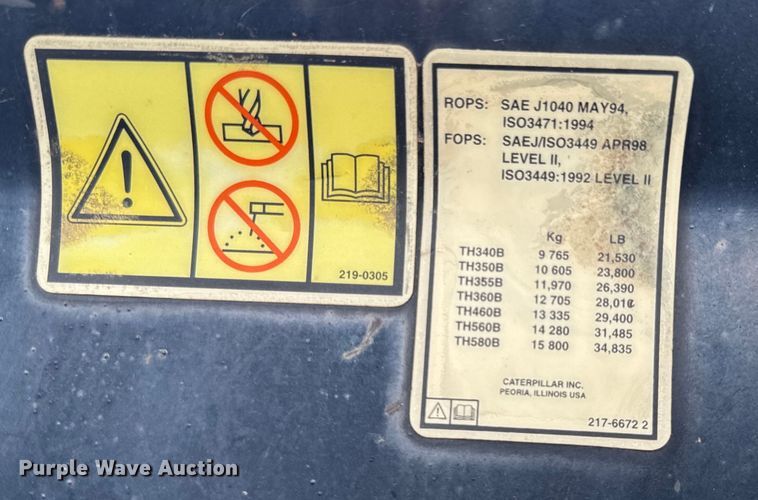 219-0305
ROPS: SAE J1040 MAY94,
ISO3471:1994
FOPS: SAEJ/ISO3449 APR98
LEVEL II,
ISO3449:1992 LEVEL II
Kg LB
TH340B 9 765 21,530
TH350B 10 605 23,800
TH355B 11,970 26,390
TH360B 12 705 28,010
TH460B 13 335 29,400
TH560B 14 280 31,485
TH580B 15 800 34,835
CATERPILLAR INC.
PEORIA, ILLINOIS USA
217-6672 2
Purple Wave Auction